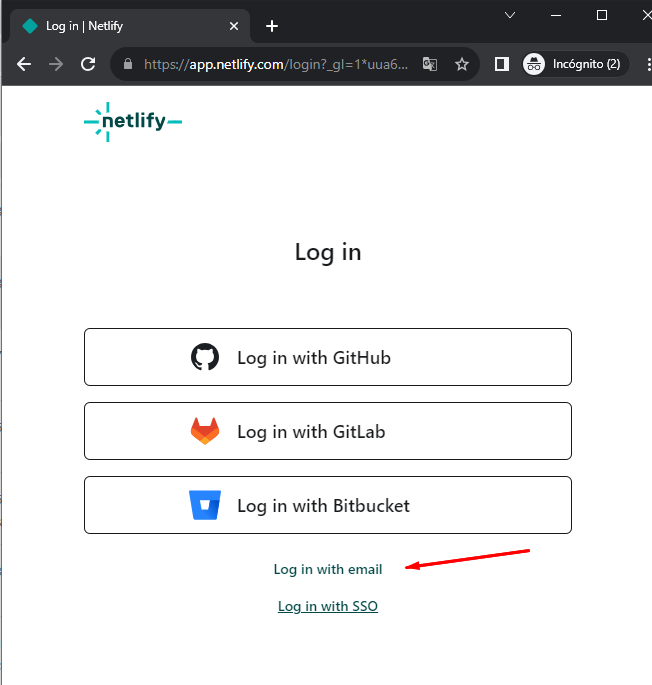 Log in | Netlify
https://app.netlify.com/login?_gl=1*uua6...
Incógnito (2)
netlify
Log in
Log in with GitHub
Log in with GitLab
Log in with Bitbucket
Log in with email
Log in with SSO